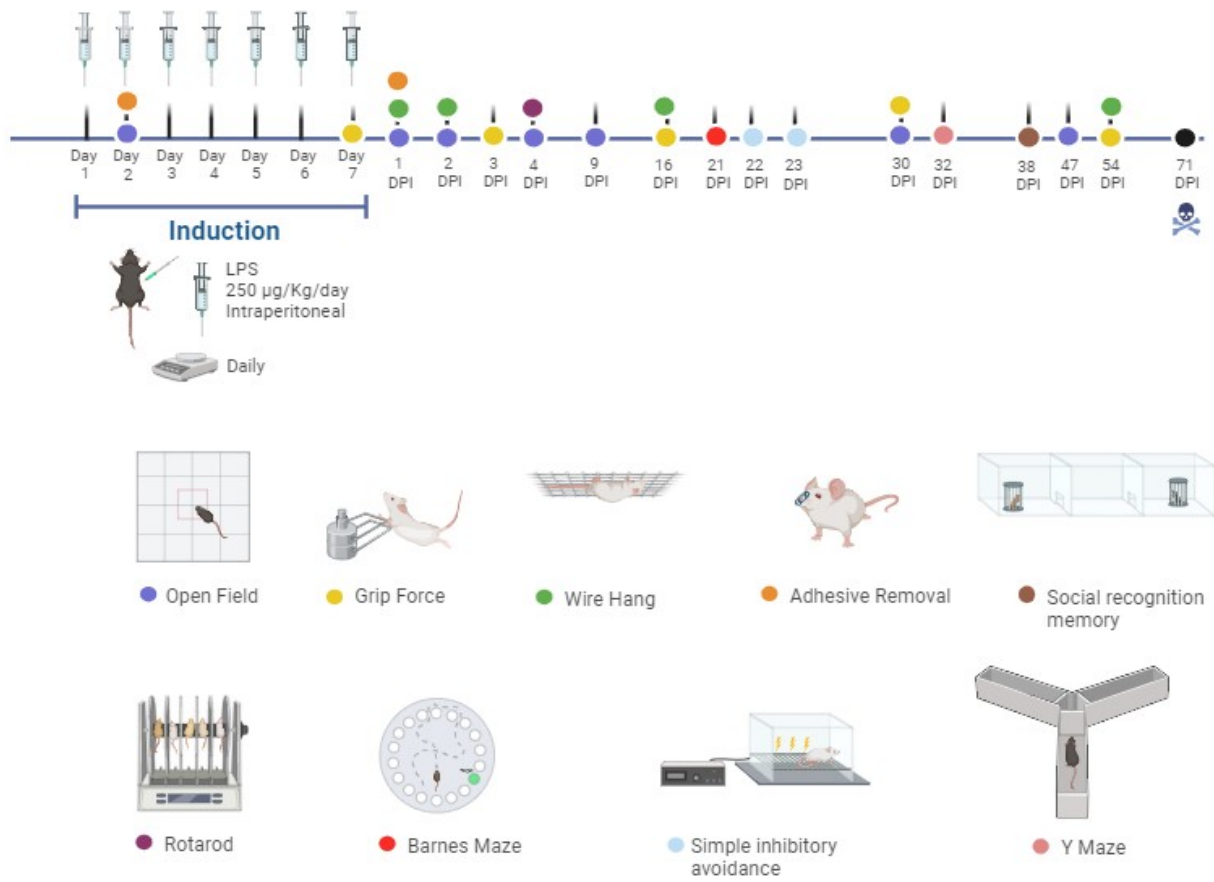 Day 1
Day 2
Day 3
Day 4
Day 5
Day 6
Day 7
1 DPI
2 DPI
3 DPI
4 DPI
9 DPI
16 DPI
21 DPI
22 DPI
23 DPI
30 DPI
32 DPI
38 DPI
47 DPI
54 DPI
71 DPI
Induction
LPS
250 µg/Kg/day
Intraperitoneal
Daily
Open Field
Grip Force
Wire Hang
Adhesive Removal
Social recognition
memory
Rotarod
Barnes Maze
Simple inhibitory
avoidance
Y Maze